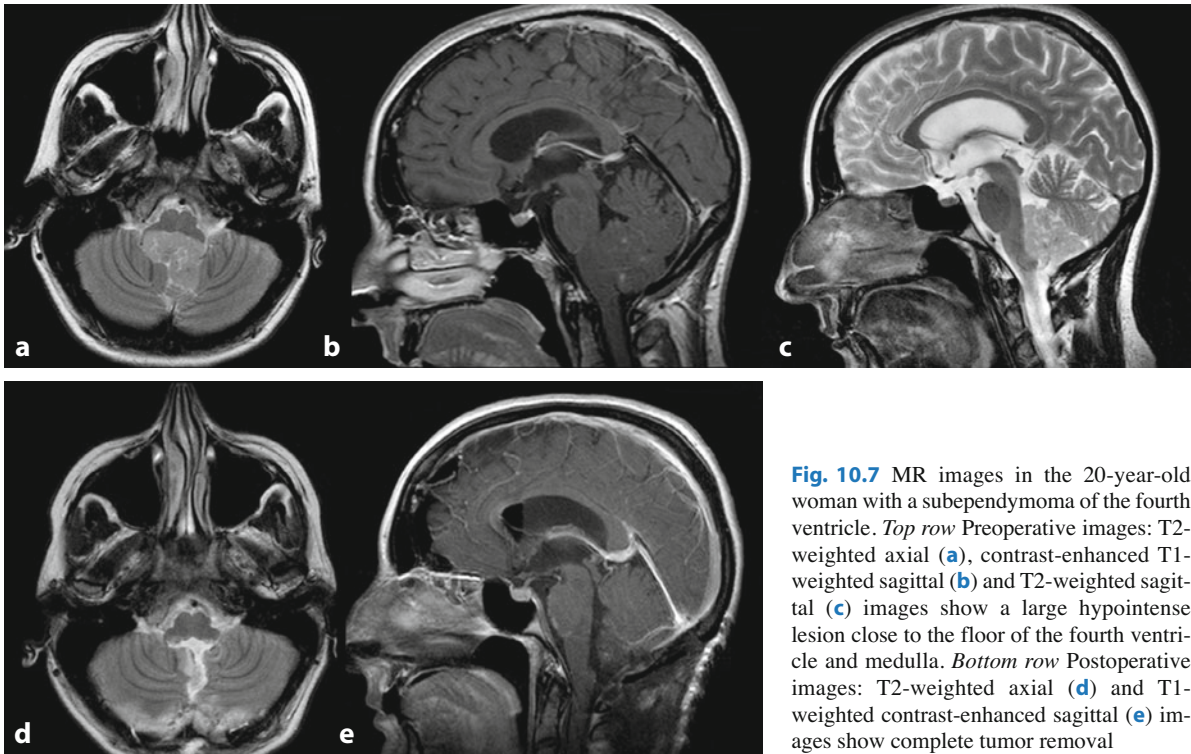 a
b
c
d
e
Fig. 10.7 MR images in the 20-year-old
woman with a subependymoma of the fourth
ventricle. Top row Preoperative images: T2-
weighted axial (a), contrast-enhanced T1-
weighted sagittal (b) and T2-weighted sagit-
tal (c) images show a large hypointense
lesion close to the floor of the fourth ventri-
cle and medulla. Bottom row Postoperative
images: T2-weighted axial (d) and T1-
weighted contrast-enhanced sagittal (e) im-
ages show complete tumor removal